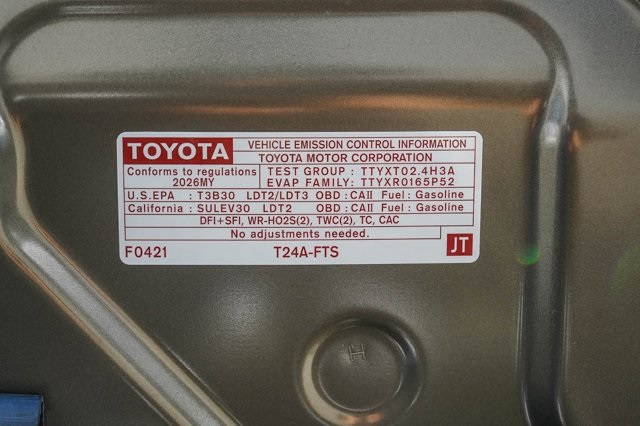 TOYOTA VEHICLE EMISSION CONTROL INFORMATION
TOYOTA MOTOR CORPORATION
Conforms to regulations TEST GROUP : TTYXT02.4H3A
2026MY EVAP FAMILY: TTYXR0165P52
U.S.EPA : T3B30 LDT2/LDT3 OBD : CAII Fuel : Gasoline
California : SULEV30 LDT2 OBD : CAII Fuel : Gasoline
DFI+SFI, WR-HO2S(2), TWC(2), TC, CAC
No adjustments needed.
F0421 T24A-FTS JT
H